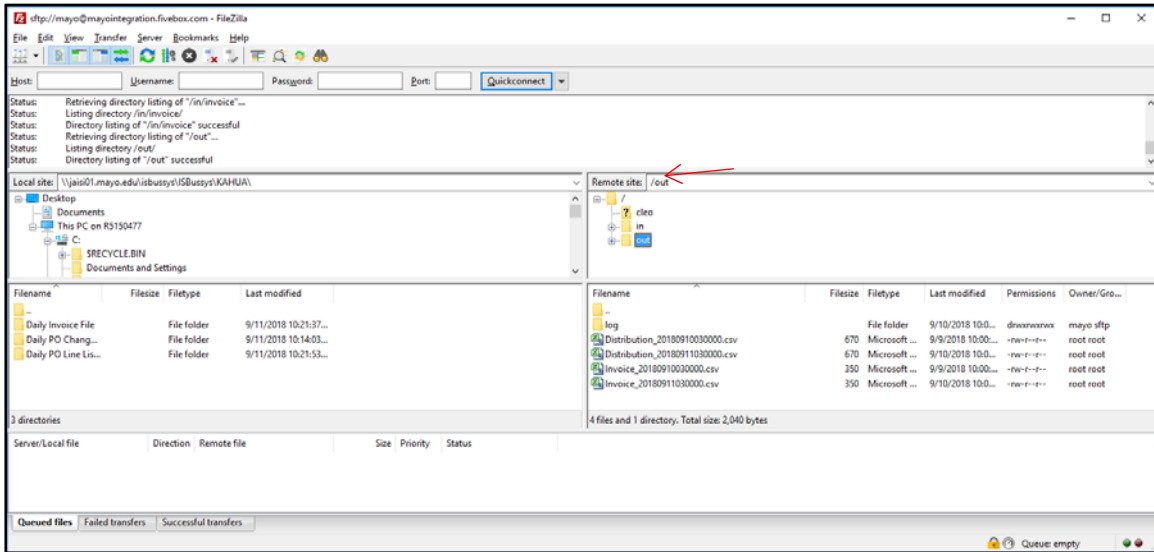 sftp://mayo@mayointegration.fivebox.com - FileZilla
File Edit View Transfer Server Bookmarks Help
Host: Username: Password: Port: Quickconnect
Status: Retrieving directory listing of "/in/invoice"...
Status: Listing directory /in/invoice/
Status: Directory listing of "/in/invoice" successful
Status: Retrieving directory listing of "/out"...
Status: Listing directory /out/
Status: Directory listing of "/out" successful
Local site: \\jaisi01.mayo.edu\isbussys\ISBussys\KAHUA\
Desktop
Documents
This PC on R5150477
C:
$RECYCLE.BIN
Documents and Settings
Remote site: /out
/
? cleo
in
out
Filename Filesize Filetype Last modified
..
Daily Invoice File File folder 9/11/2018 10:21:37...
Daily PO Chang... File folder 9/11/2018 10:14:03...
Daily PO Line Lis... File folder 9/11/2018 10:21:53...
3 directories
Filename Filesize Filetype Last modified Permissions Owner/Gro...
..
log File folder 9/10/2018 10:0... drwxrwxrwx mayo sftp
Distribution_20180910030000.csv 670 Microsoft ... 9/9/2018 10:00:... -rw-r--r-- root root
Distribution_20180911030000.csv 670 Microsoft ... 9/10/2018 10:0... -rw-r--r-- root root
Invoice_20180910030000.csv 350 Microsoft ... 9/9/2018 10:00:... -rw-r--r-- root root
Invoice_20180911030000.csv 350 Microsoft ... 9/10/2018 10:0... -rw-r--r-- root root
4 files and 1 directory. Total size: 2,040 bytes
Server/Local file Direction Remote file Size Priority Status
Queued files Failed transfers Successful transfers
Queue: empty